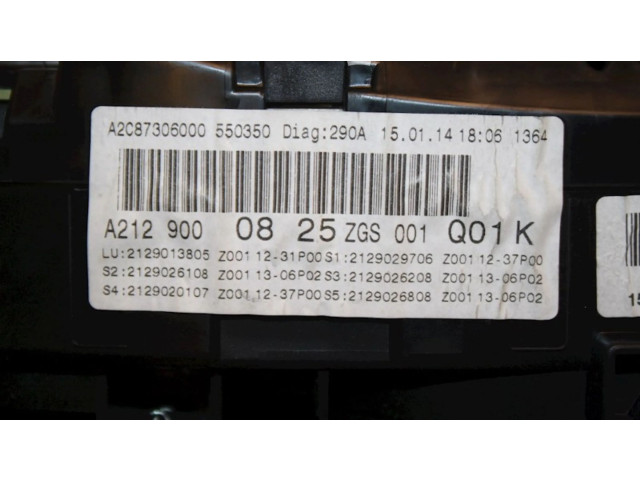 A2C87306000 550350 Diag:290A 15.01.14 18:06 1364
A212 900 08 25 ZGS 001 Q01 K
LU:2129013805 Z001 12-31P00 S1:2129029706 Z001 12-37P00
S2:2129026108 Z001 13-06P02 S3:2129026208 Z001 13-06P02
S4:2129020107 Z001 12-37P00 S5:2129026808 Z001 13-06P02
15